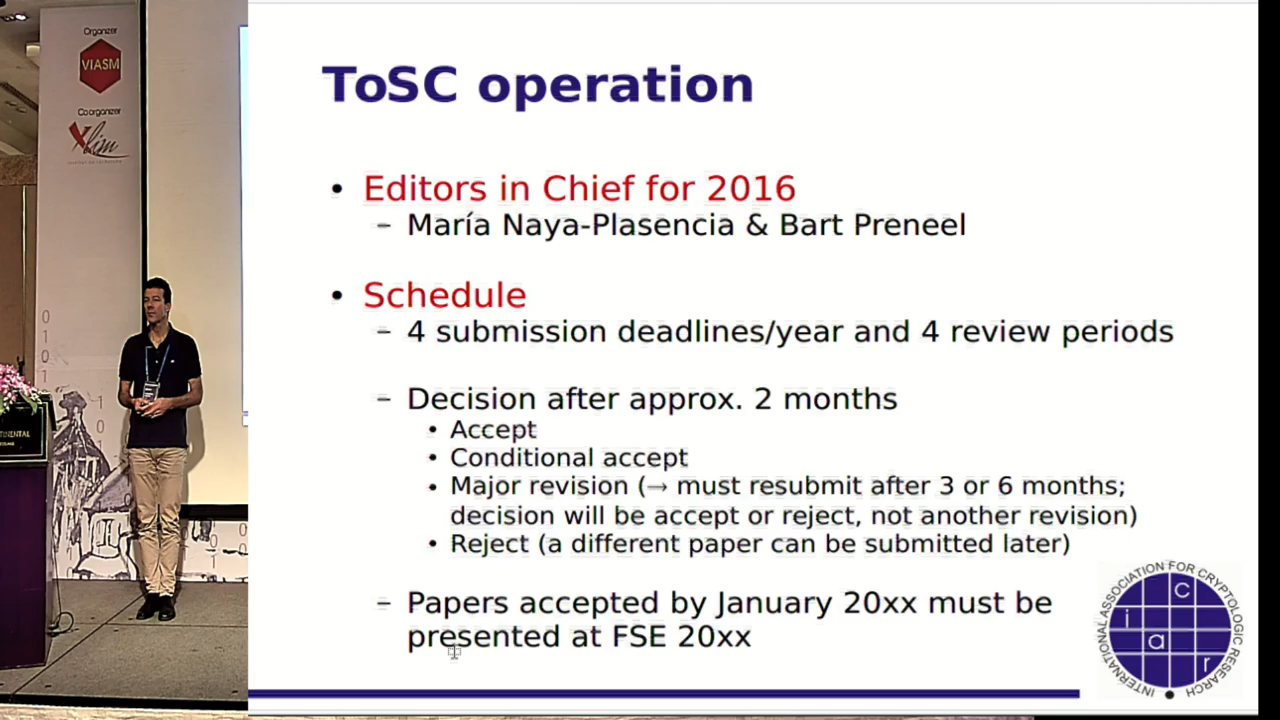 Organizer
VIASM
Co organizer
Xlim
TINENTAL
ToSC operation
• Editors in Chief for 2016
– María Naya-Plasencia & Bart Preneel
• Schedule
– 4 submission deadlines/year and 4 review periods
– Decision after approx. 2 months
• Accept
• Conditional accept
• Major revision (→ must resubmit after 3 or 6 months;
decision will be accept or reject, not another revision)
• Reject (a different paper can be submitted later)
– Papers accepted by January 20xx must be
presented at FSE 20xx
INTERNATIONAL ASSOCIATION FOR CRYPTOLOGIC RESEARCH
i a c r